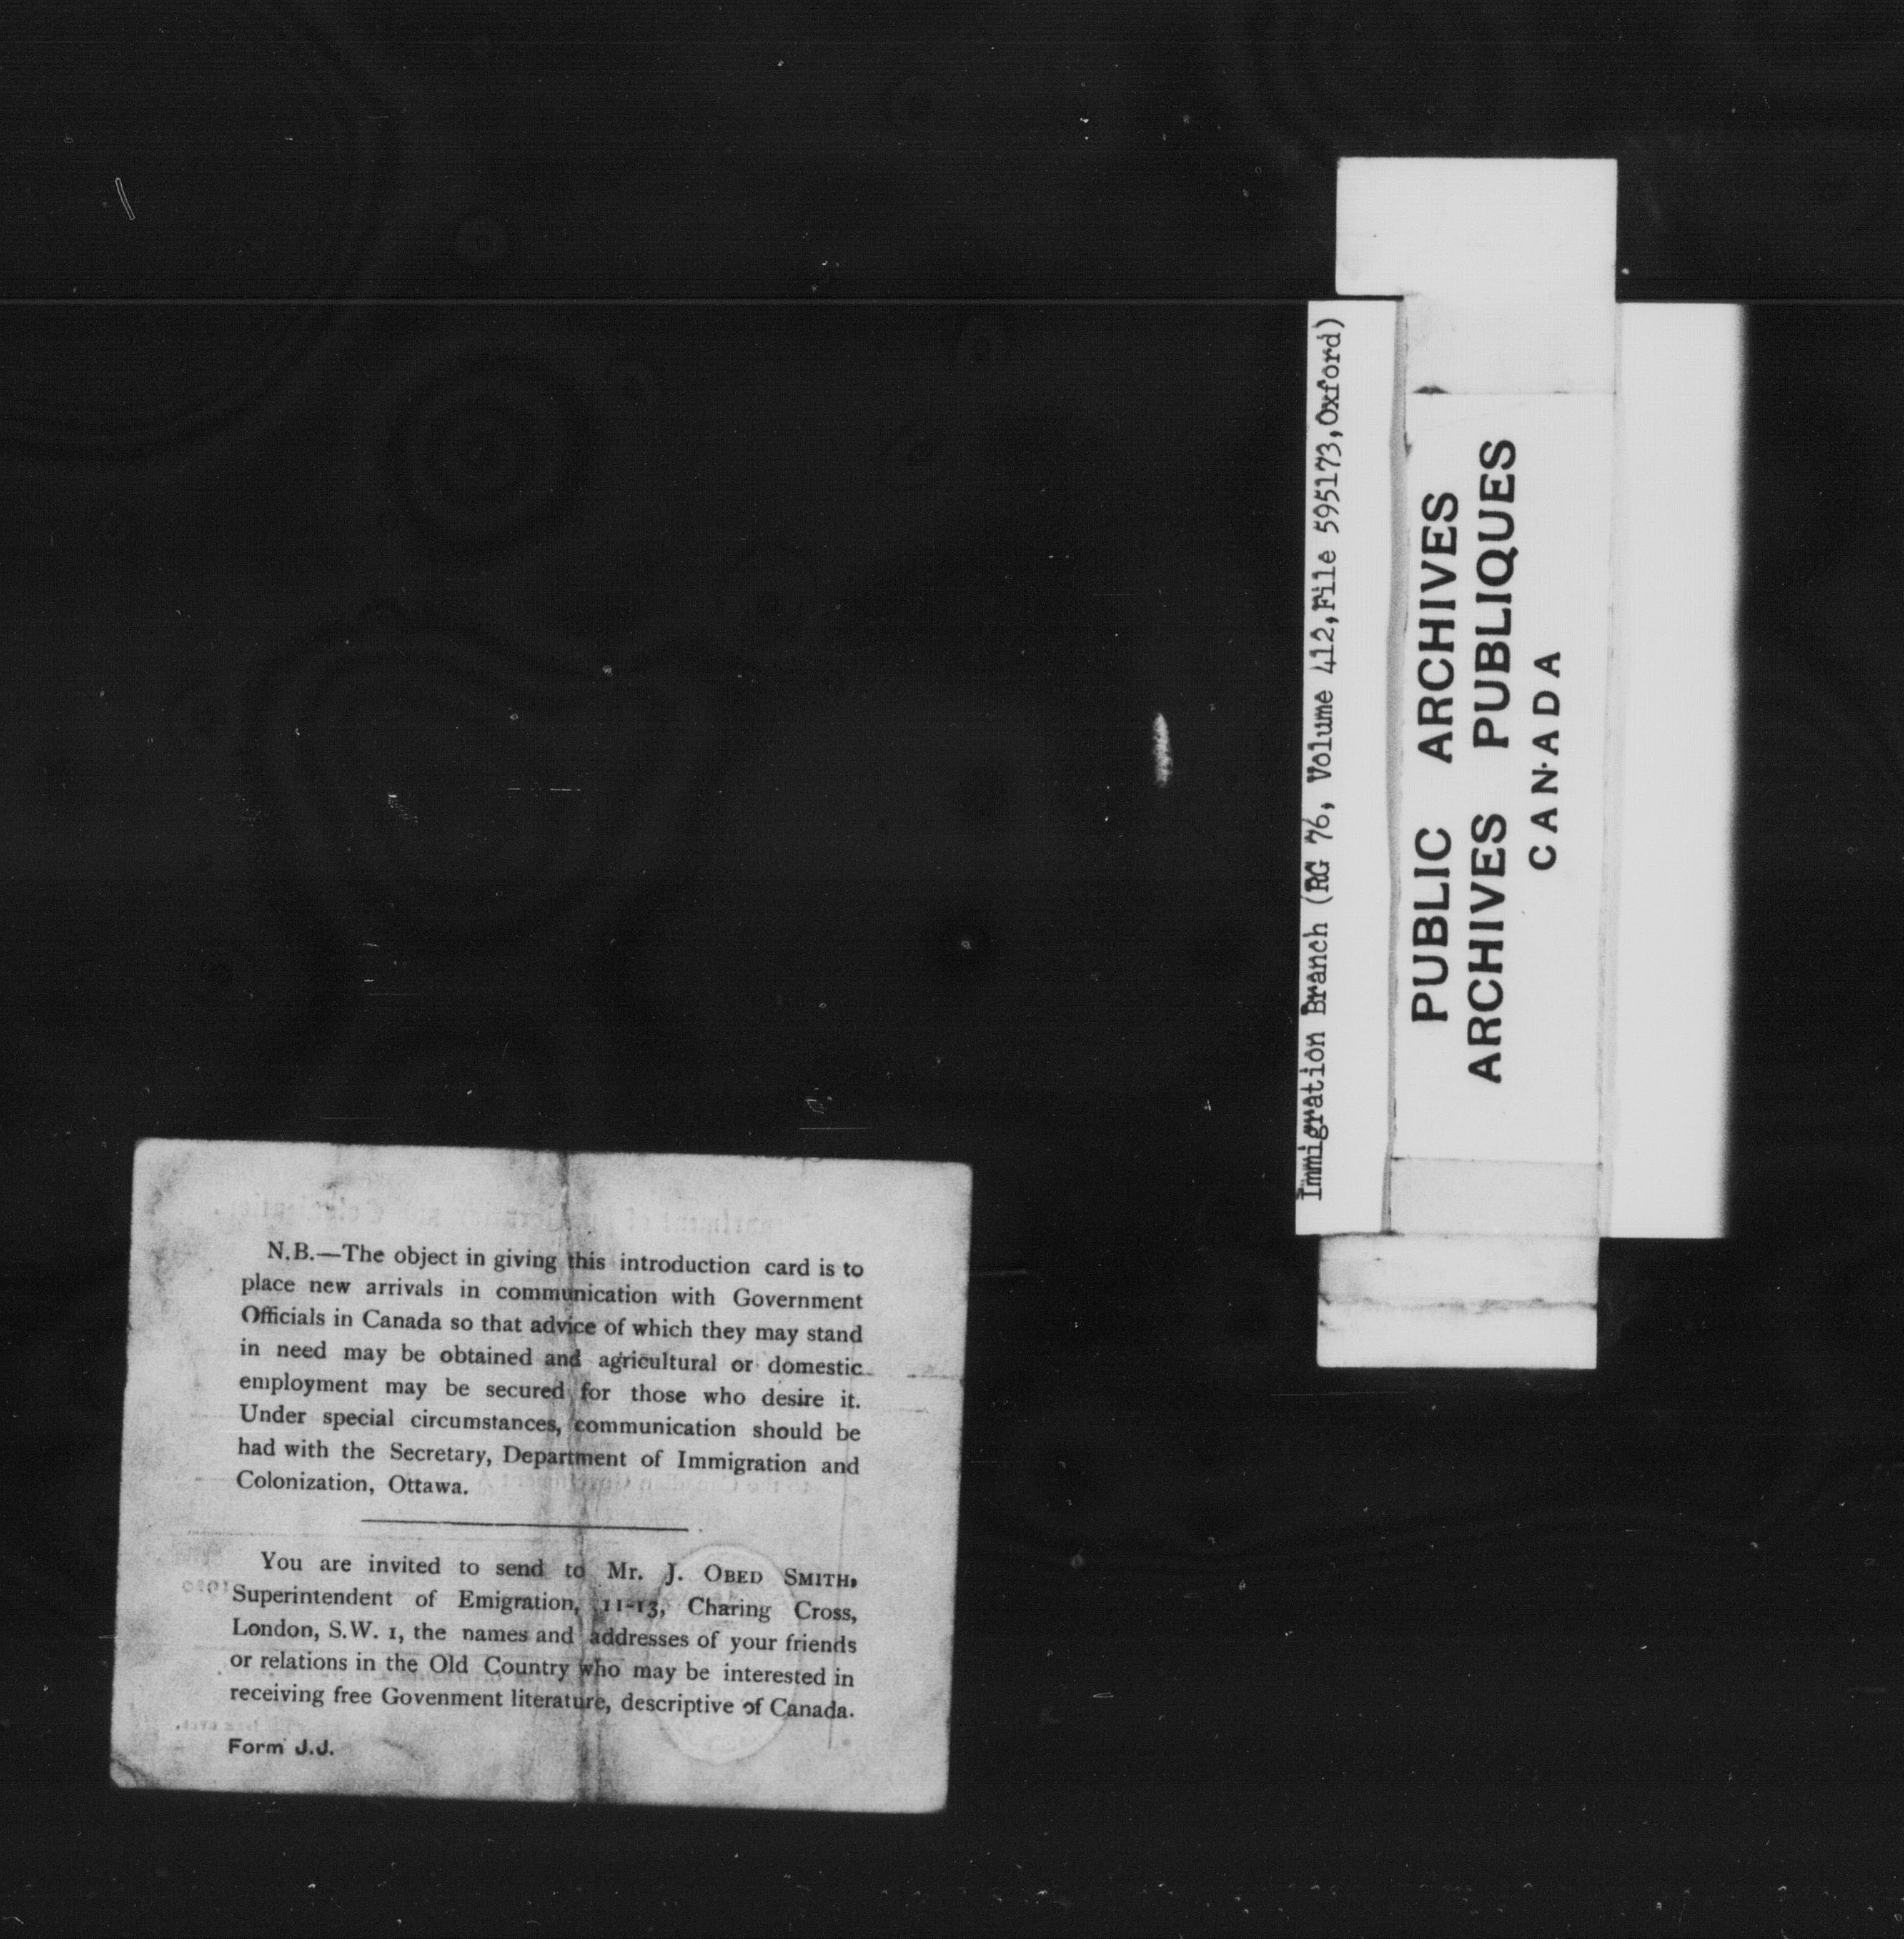 N.B.—The object in giving this introduction card is to
place new arrivals in communication with Government
Officials in Canada so that advice of which they may stand
in need may be obtained and agricultural or domestic
employment may be secured for those who desire it.
Under special circumstances, communication should be
had with the Secretary, Department of Immigration and
Colonization, Ottawa.
You are invited to send to Mr. J. OBED SMITH,
Superintendent of Emigration, 11-13, Charing Cross,
London, S.W. 1, the names and addresses of your friends
or relations in the Old Country who may be interested in
receiving free Govenment literature, descriptive of Canada.
Form J.J.
Immigration Branch (RG 76, Volume 412,File 595173,Oxford)
PUBLIC ARCHIVES
ARCHIVES PUBLIQUES
CANADA